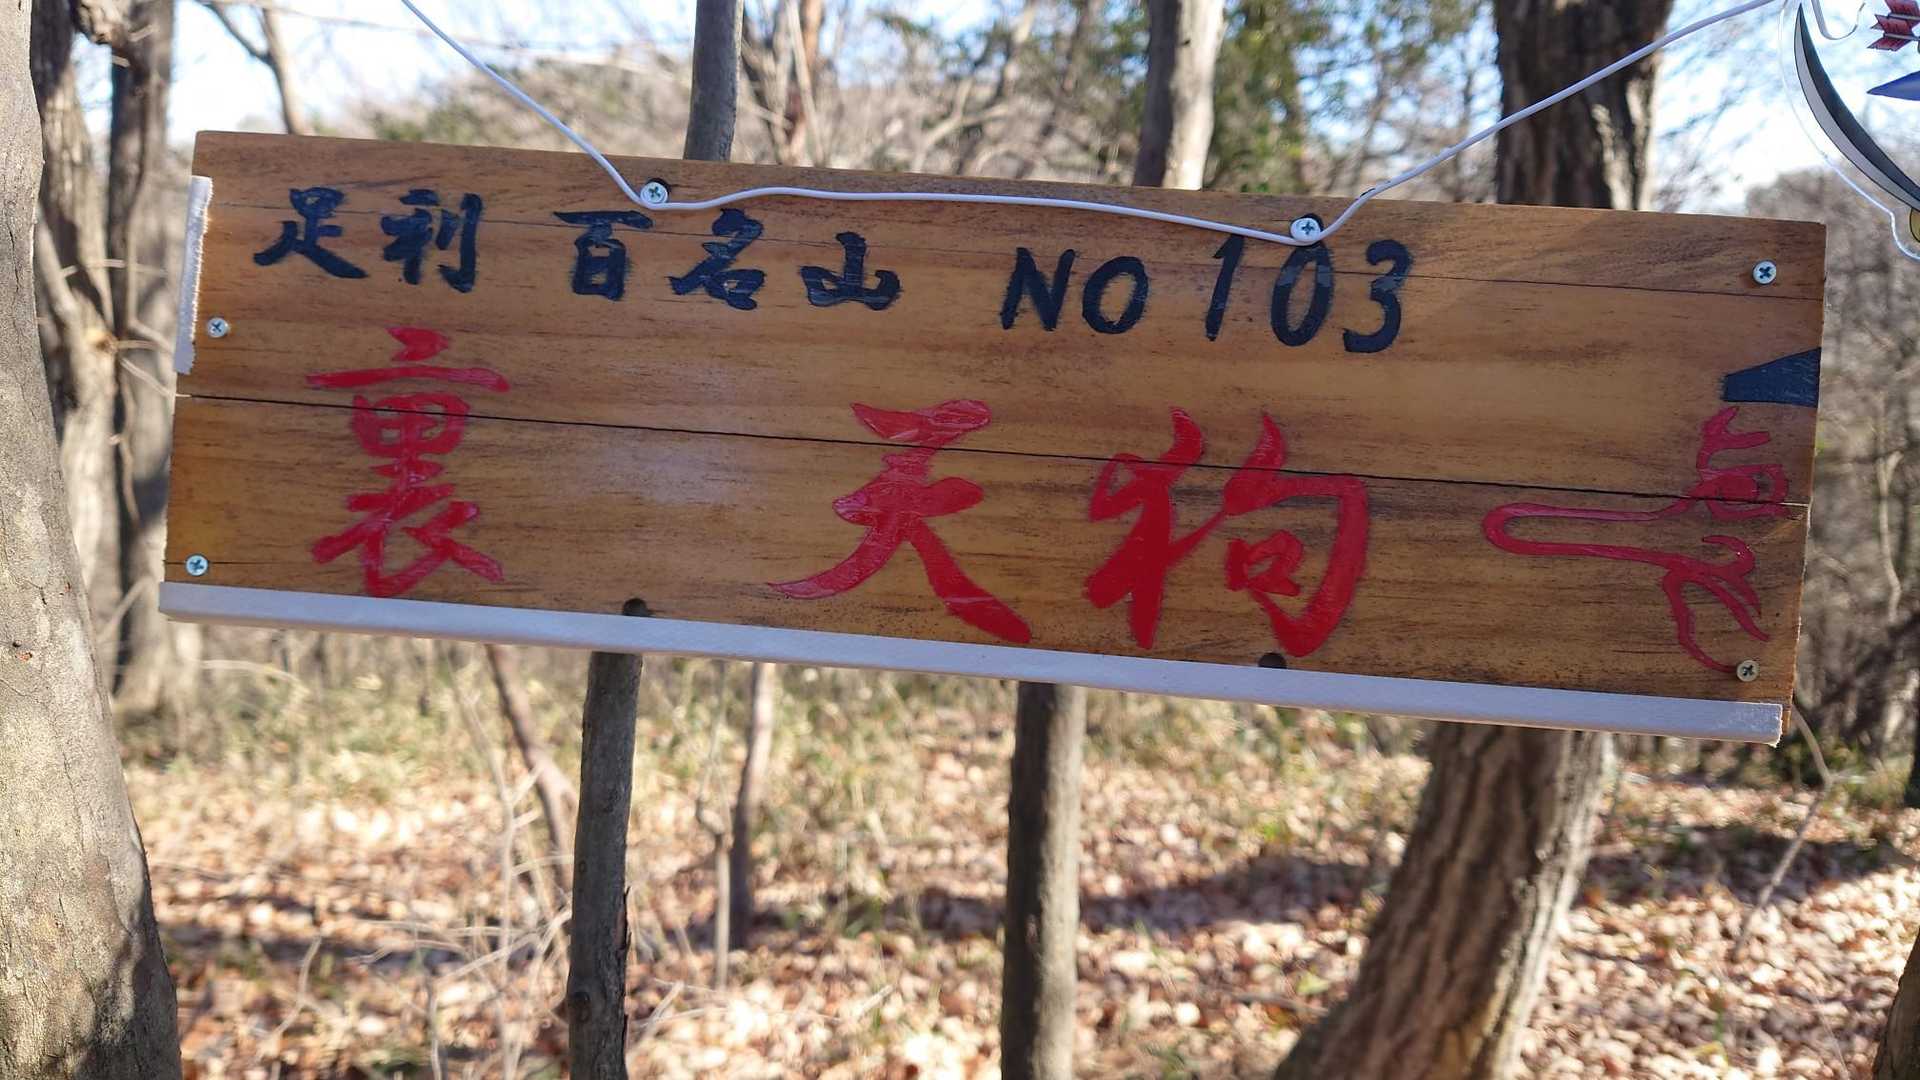 足利 百名山 NO 103
裏 天狗